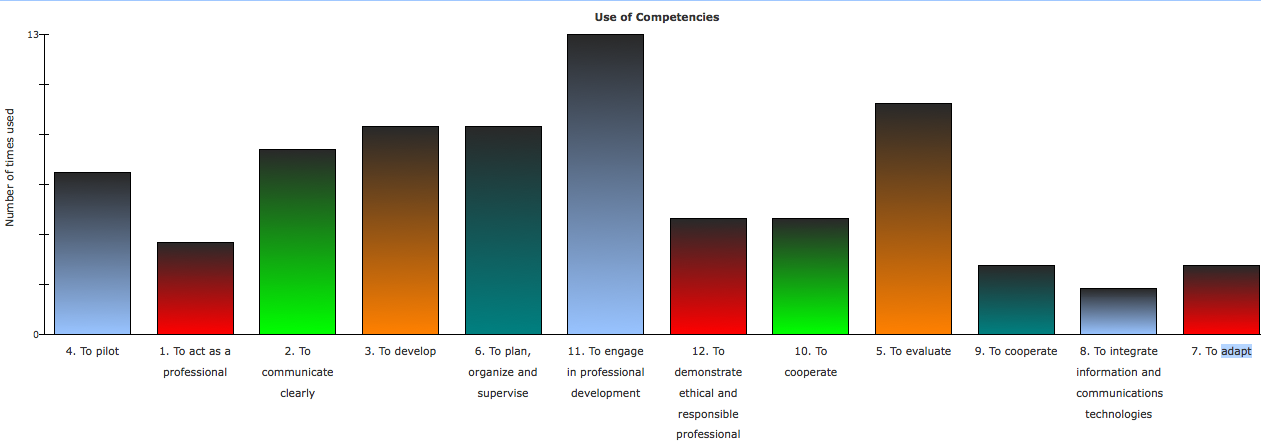 Use of Competencies
13
Number of times used
0
4. To pilot
1. To act as a
professional
2. To
communicate
clearly
3. To develop
6. To plan,
organize and
supervise
11. To engage
in professional
development
12. To
demonstrate
ethical and
responsible
professional
10. To
cooperate
5. To evaluate
9. To cooperate
8. To integrate
information and
communications
technologies
7. To adapt